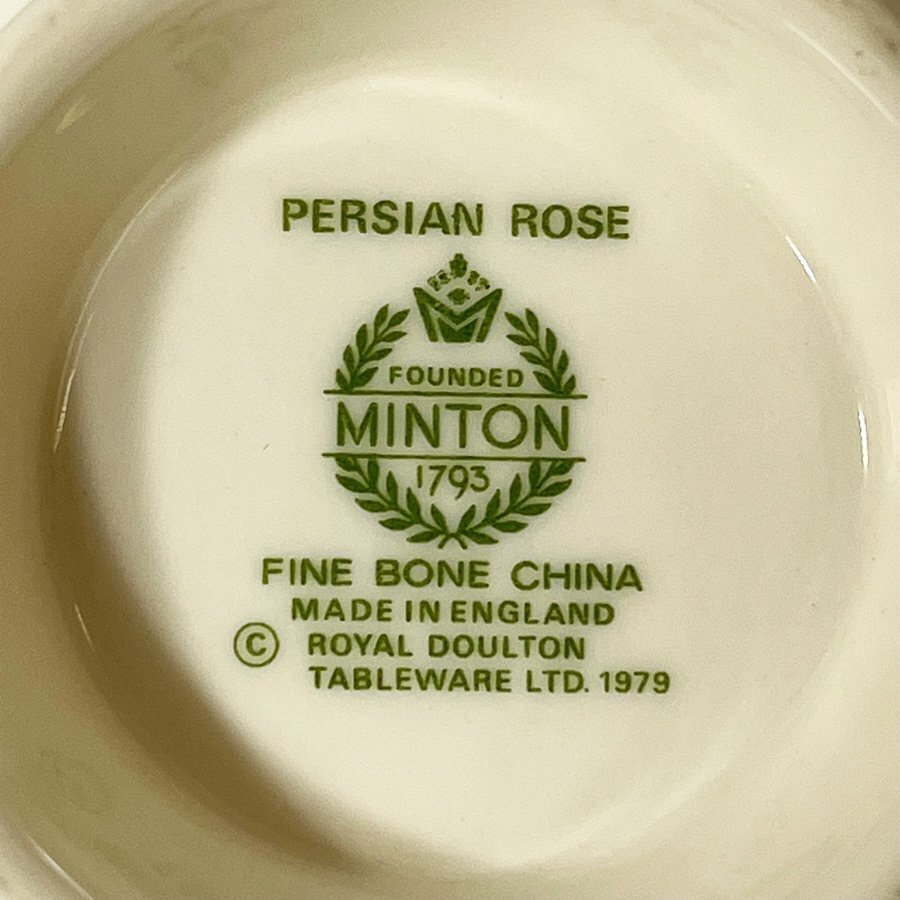 PERSIAN ROSE
FOUNDED
MINTON
1793
FINE BONE CHINA
MADE IN ENGLAND
© ROYAL DOULTON
TABLEWARE LTD. 1979